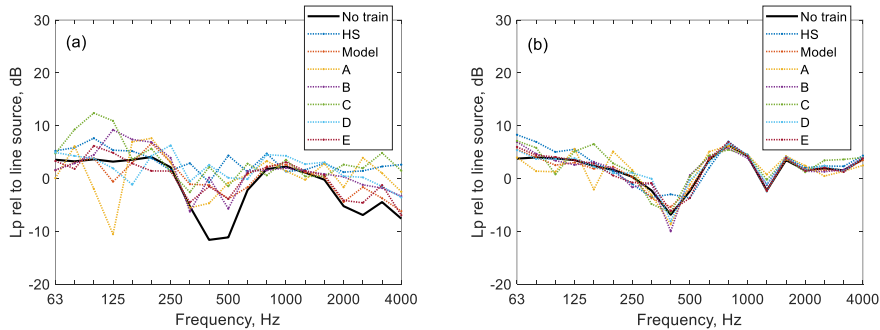 (a)
Lp rel to line source, dB
30
20
10
0
-10
-20
63
125
250
500
1000
2000
4000
Frequency, Hz
No train
HS
Model
A
B
C
D
E
(b)
Lp rel to line source, dB
30
20
10
0
-10
-20
63
125
250
500
1000
2000
4000
Frequency, Hz
No train
HS
Model
A
B
C
D
E